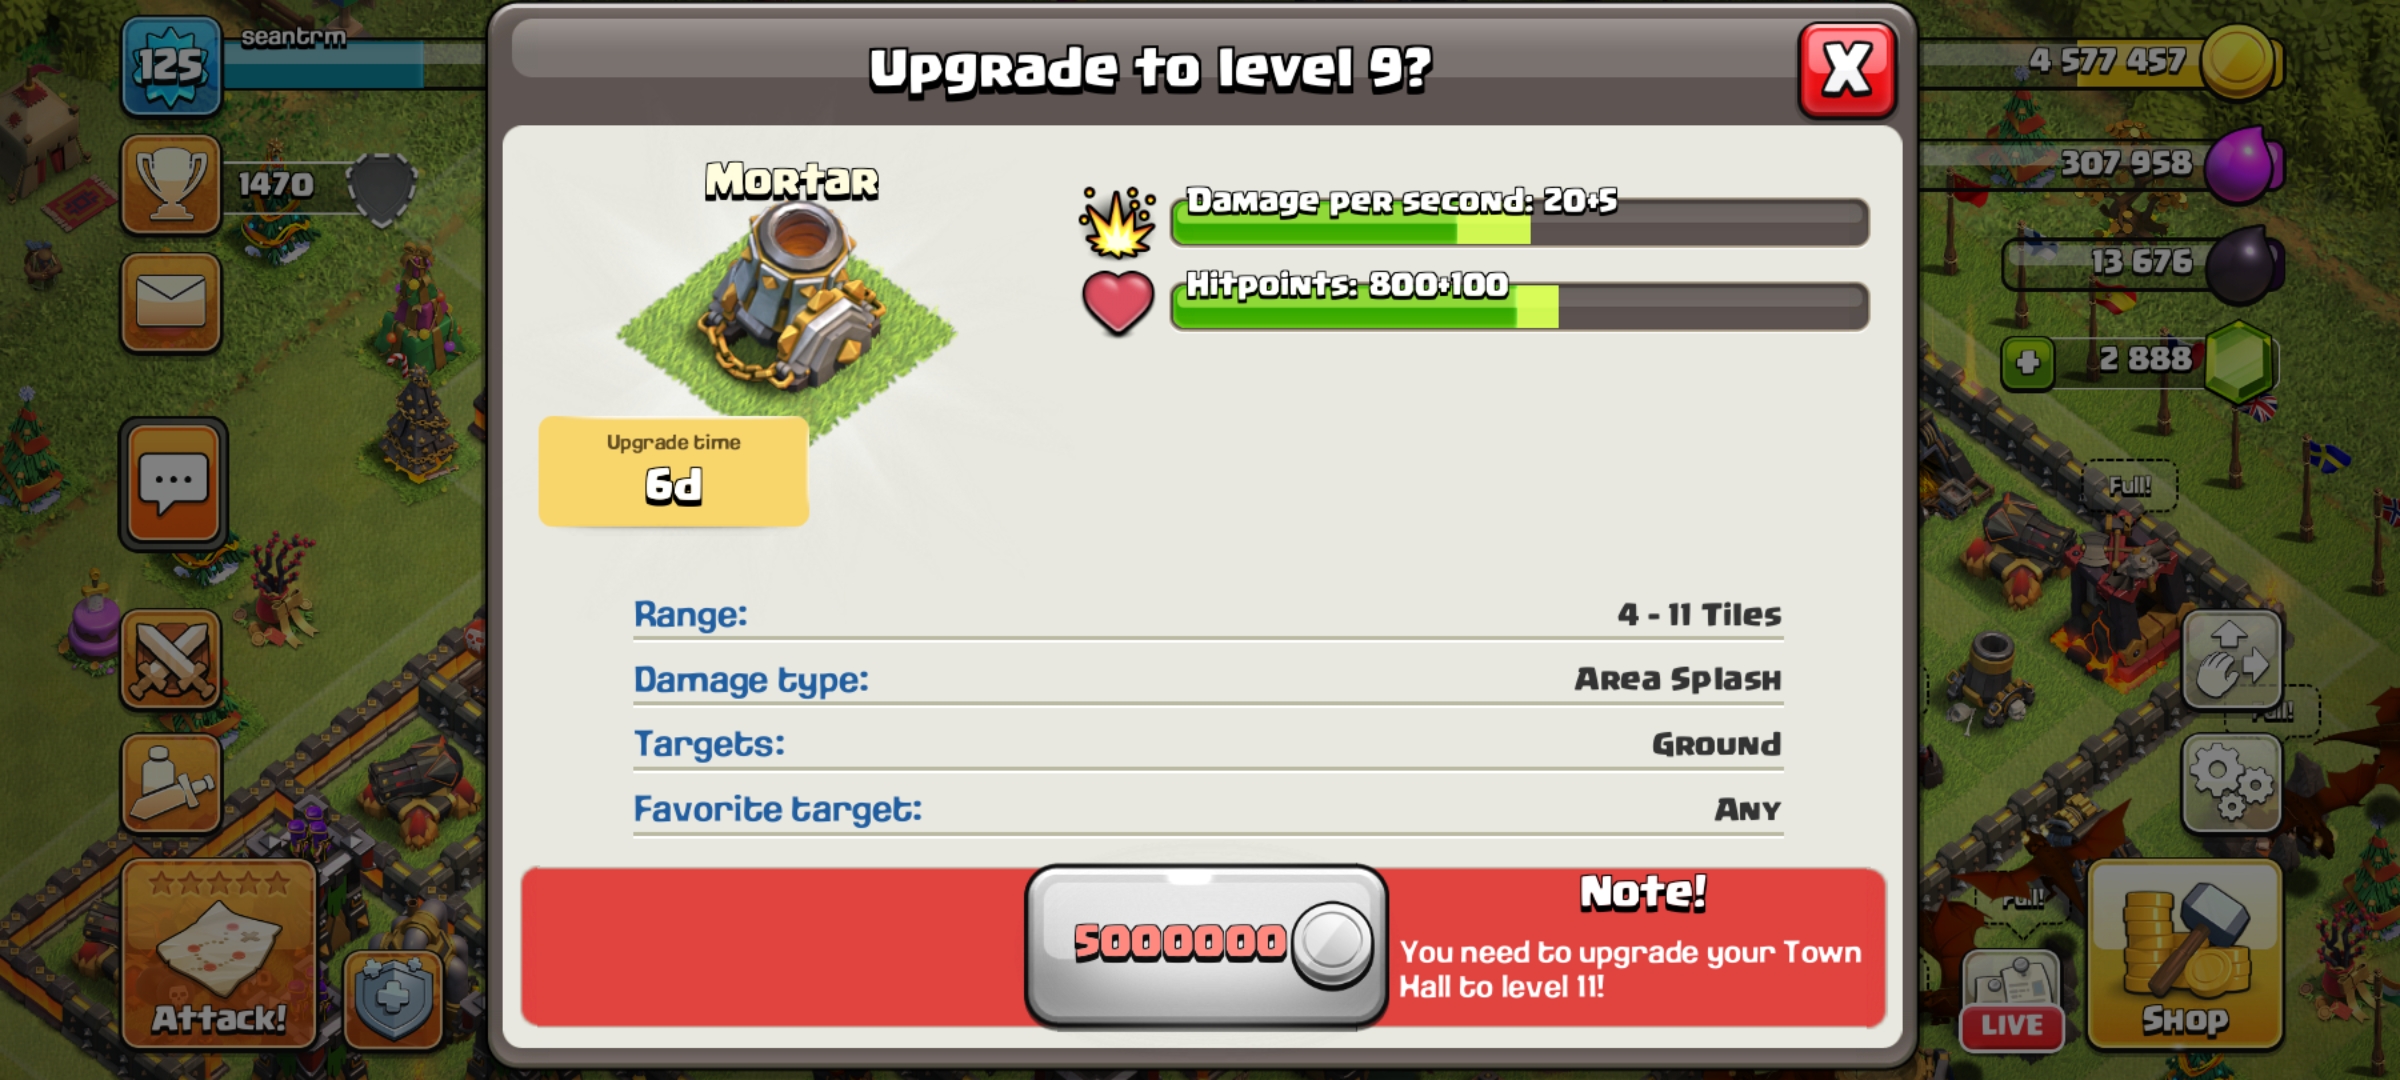 125
seantrm
1470
Attack!
Upgrade to level 9?
X
Mortar
Damage per second: 20+5
Hitpoints: 800+100
Upgrade time
6d
Range: 4 - 11 Tiles
Damage type: Area Splash
Targets: Ground
Favorite target: Any
5000000
Note!
You need to upgrade your Town
Hall to level 11!
4 577 457
307 958
13 676
2 888
Full!
Full!
Full!
LIVE
Shop